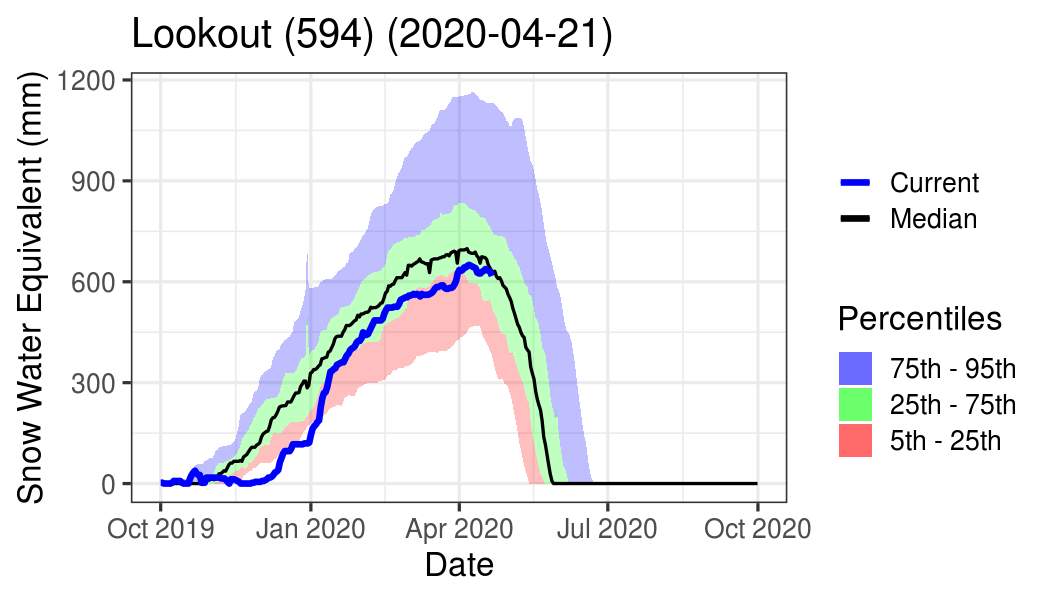 Lookout (594) (2020-04-21)
Snow Water Equivalent (mm)
1200
900
600
300
0
Oct 2019
Jan 2020
Apr 2020
Jul 2020
Oct 2020
Date
Current
Median
Percentiles
75th - 95th
25th - 75th
5th - 25th